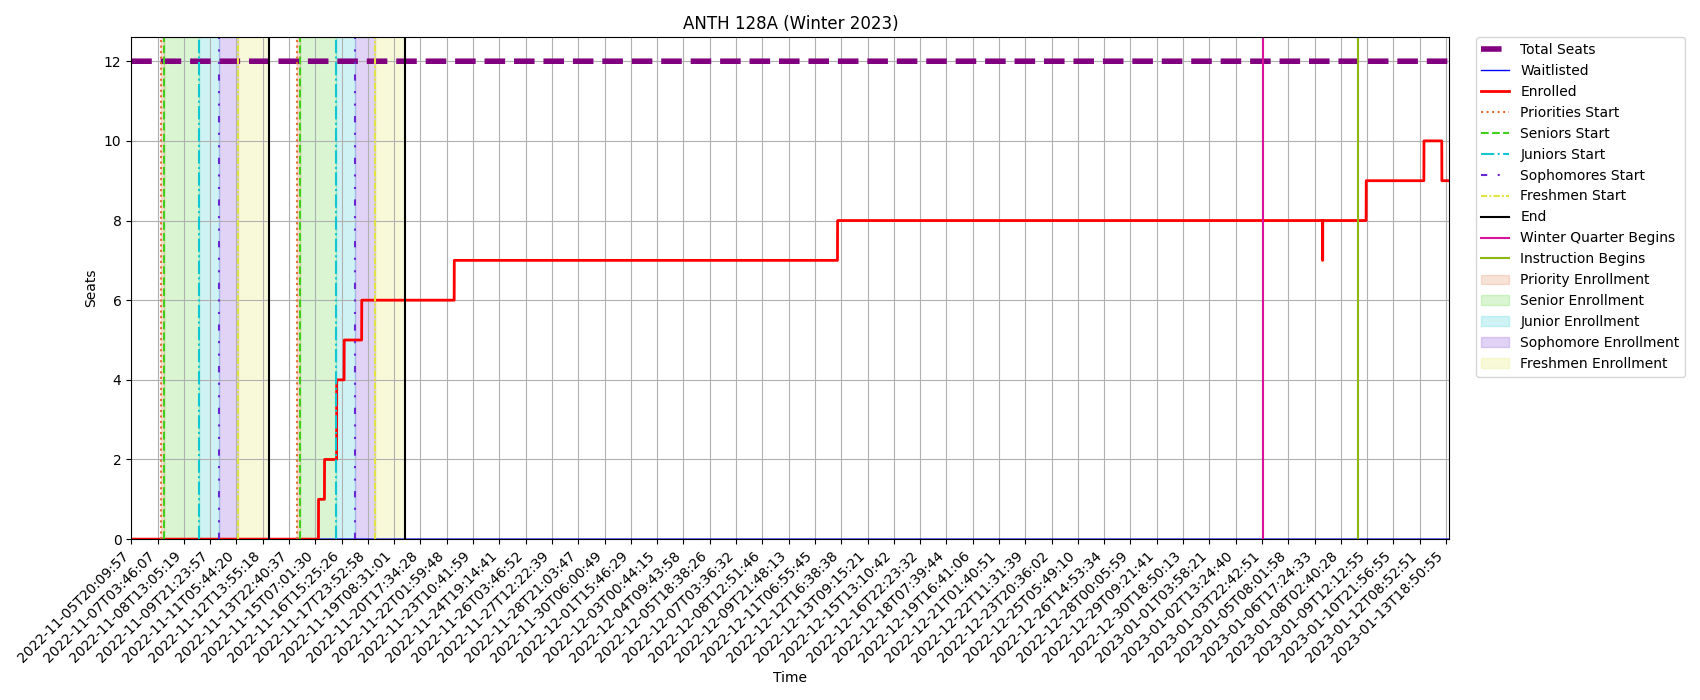 ANTH 128A (Winter 2023)
Seats
12
10
8
6
4
2
0
2022-11-05T20:09:57
2022-11-07T03:46:07
2022-11-08T13:05:19
2022-11-09T21:23:57
2022-11-11T05:44:20
2022-11-12T13:55:18
2022-11-13T22:40:37
2022-11-15T07:01:30
2022-11-16T15:25:26
2022-11-17T23:52:58
2022-11-19T08:31:01
2022-11-20T17:34:28
2022-11-22T01:59:48
2022-11-23T10:41:59
2022-11-24T19:14:41
2022-11-26T03:46:52
2022-11-27T12:22:39
2022-11-28T21:03:47
2022-11-30T06:00:49
2022-12-01T15:46:29
2022-12-03T00:44:15
2022-12-04T09:43:58
2022-12-05T18:38:26
2022-12-07T03:36:32
2022-12-08T12:51:46
2022-12-09T21:48:13
2022-12-11T06:55:45
2022-12-12T16:38:38
2022-12-13T09:15:21
2022-12-15T13:10:42
2022-12-16T22:23:32
2022-12-18T07:39:44
2022-12-19T16:41:06
2022-12-21T01:40:51
2022-12-22T11:31:39
2022-12-23T20:36:02
2022-12-25T05:49:10
2022-12-26T14:53:34
2022-12-28T00:05:59
2022-12-29T09:21:41
2022-12-30T18:50:13
2023-01-01T03:58:21
2023-01-02T13:24:40
2023-01-03T22:42:51
2023-01-05T08:01:58
2023-01-06T17:24:33
2023-01-08T02:40:28
2023-01-09T12:12:55
2023-01-10T21:56:55
2023-01-12T08:52:51
2023-01-13T18:50:55
Time
Total Seats
Waitlisted
Enrolled
Priorities Start
Seniors Start
Juniors Start
Sophomores Start
Freshmen Start
End
Winter Quarter Begins
Instruction Begins
Priority Enrollment
Senior Enrollment
Junior Enrollment
Sophomore Enrollment
Freshmen Enrollment